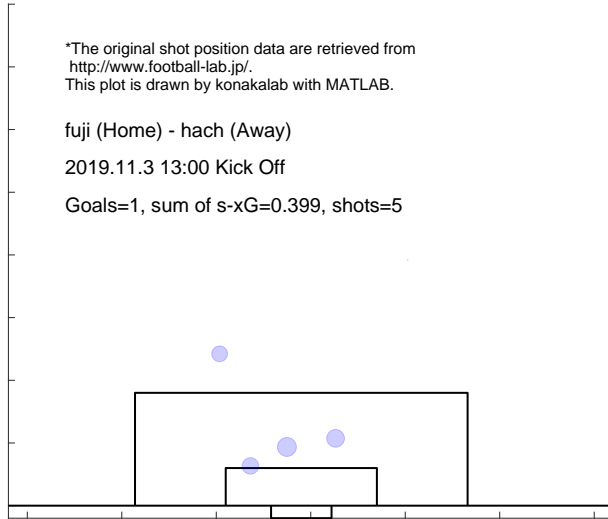 *The original shot position data are retrieved from
http://www.football-lab.jp/.
This plot is drawn by konakalab with MATLAB.
fuji (Home) - hach (Away)
2019.11.3 13:00 Kick Off
Goals=1, sum of s-xG=0.399, shots=5